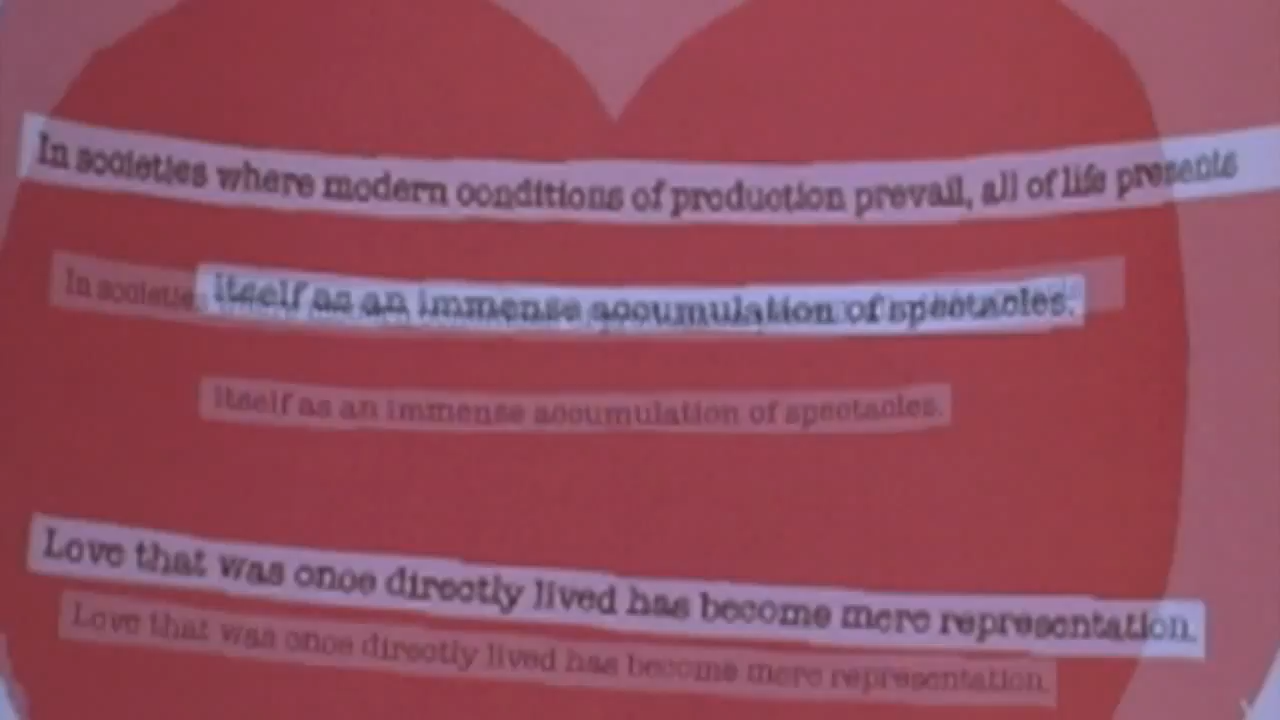 In societies where modern conditions of production prevail, all of life presents
In societie
itself as an immense accumulation of spectacles.
itself as an immense accumulation of spectacles.
Love that was once directly lived has become mere representation.
Love that was once directly lived has become mere representation.